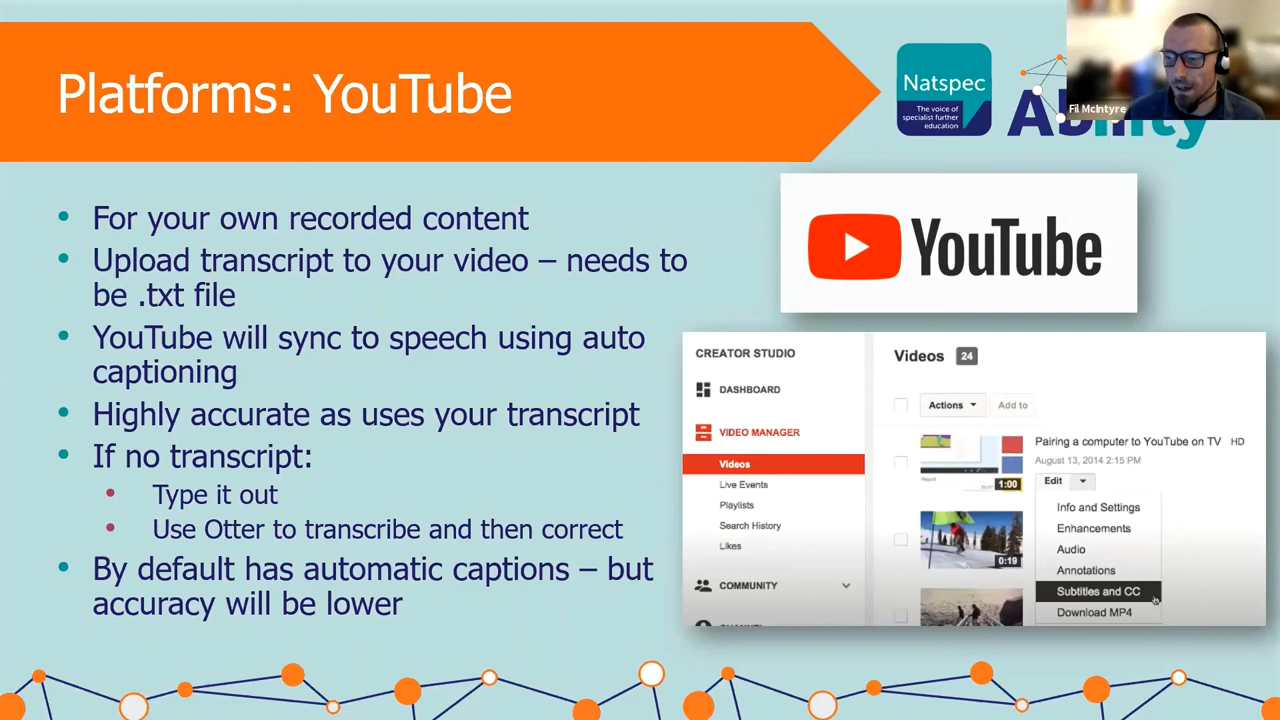 Platforms: YouTube
Natspec
The voice of
specialist further
education
Fil McIntyre
For your own recorded content
Upload transcript to your video – needs to
be .txt file
YouTube will sync to speech using auto
captioning
Highly accurate as uses your transcript
If no transcript:
Type it out
Use Otter to transcribe and then correct
By default has automatic captions – but
accuracy will be lower
YouTube
CREATOR STUDIO
DASHBOARD
VIDEO MANAGER
Videos
Live Events
Playlists
Search History
Likes
COMMUNITY
Videos 24
Actions Add to
Pairing a computer to YouTube on TV HD
August 13, 2014 2:15 PM
1:00
Edit
Info and Settings
Enhancements
Audio
Annotations
Subtitles and CC
Download MP4
0:19